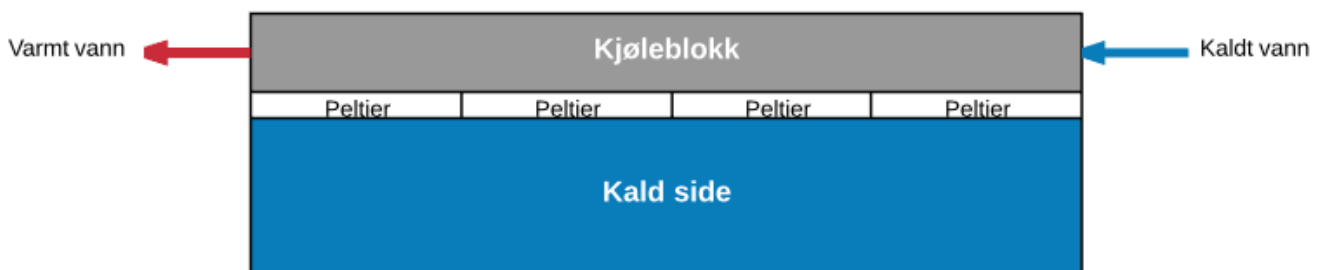 Varmt vann
Kjøleblokk
Kaldt vann
Peltier
Peltier
Peltier
Peltier
Kald side